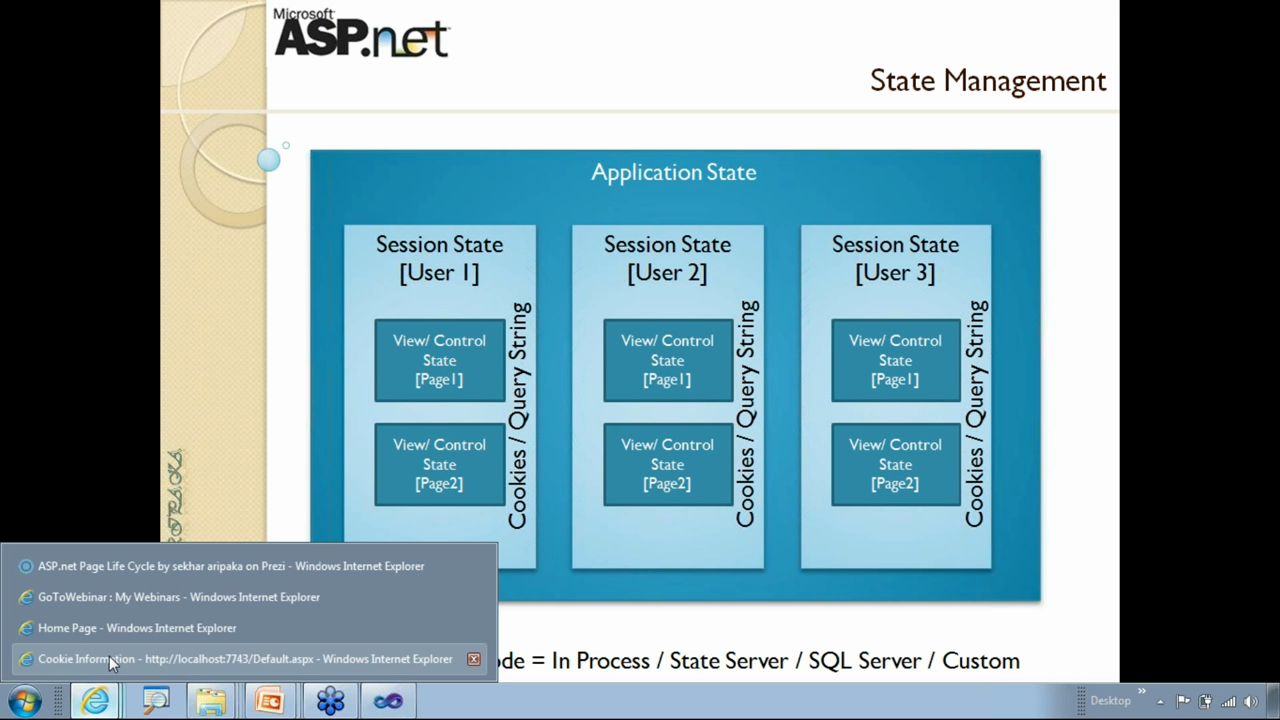 Microsoft
ASP.net
State Management
Application State
Session State
[User 1]
View/ Control
State
[Page1]
View/ Control
State
[Page2]
Cookies / Query String
Session State
[User 2]
View/ Control
State
[Page1]
View/ Control
State
[Page2]
Cookies / Query String
Session State
[User 3]
View/ Control
State
[Page1]
View/ Control
State
[Page2]
Cookies / Query String
= In Process / State Server / SQL Server / Custom
ASP.net Page Life Cycle by sekhar aripaka on Prezi - Windows Internet Explorer
GoToWebinar : My Webinars - Windows Internet Explorer
Home Page - Windows Internet Explorer
Cookie Information - http://localhost:7743/Default.aspx - Windows Internet Explorer
Desktop